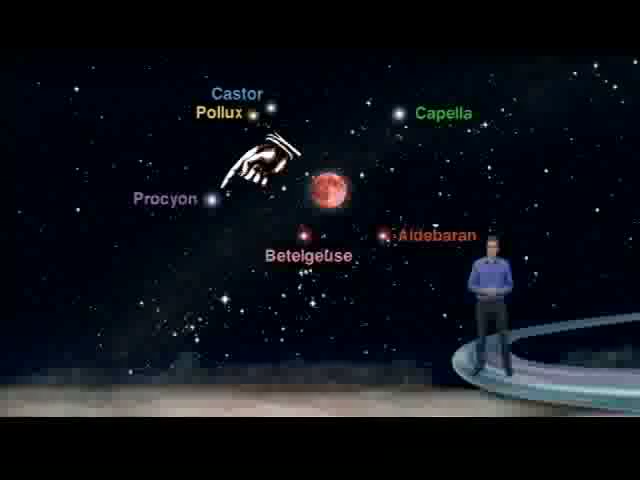 Castor
Pollux
Capella
Procyon
Aldebaran
Betelgeuse